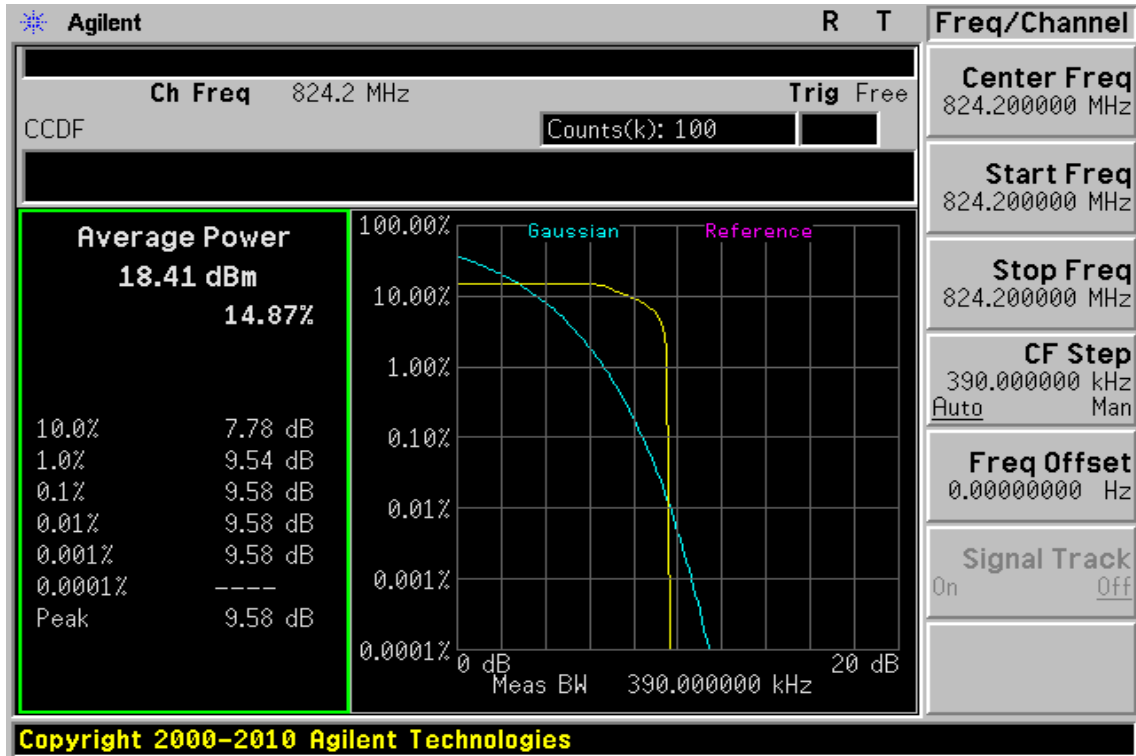 Agilent R T
Ch Freq 824.2 MHz Trig Free
CCDF Counts(k): 100
Average Power
18.41 dBm
14.87%
10.0% 7.78 dB
1.0% 9.54 dB
0.1% 9.58 dB
0.01% 9.58 dB
0.001% 9.58 dB
0.0001% ----
Peak 9.58 dB
Gaussian Reference
100.00%
10.00%
1.00%
0.10%
0.01%
0.001%
0.0001%
0 dB 20 dB
Meas BW 390.000000 kHz
Freq/Channel
Center Freq
824.200000 MHz
Start Freq
824.200000 MHz
Stop Freq
824.200000 MHz
CF Step
390.000000 kHz
Auto Man
Freq Offset
0.00000000 Hz
Signal Track
On Off
Copyright 2000-2010 Agilent Technologies